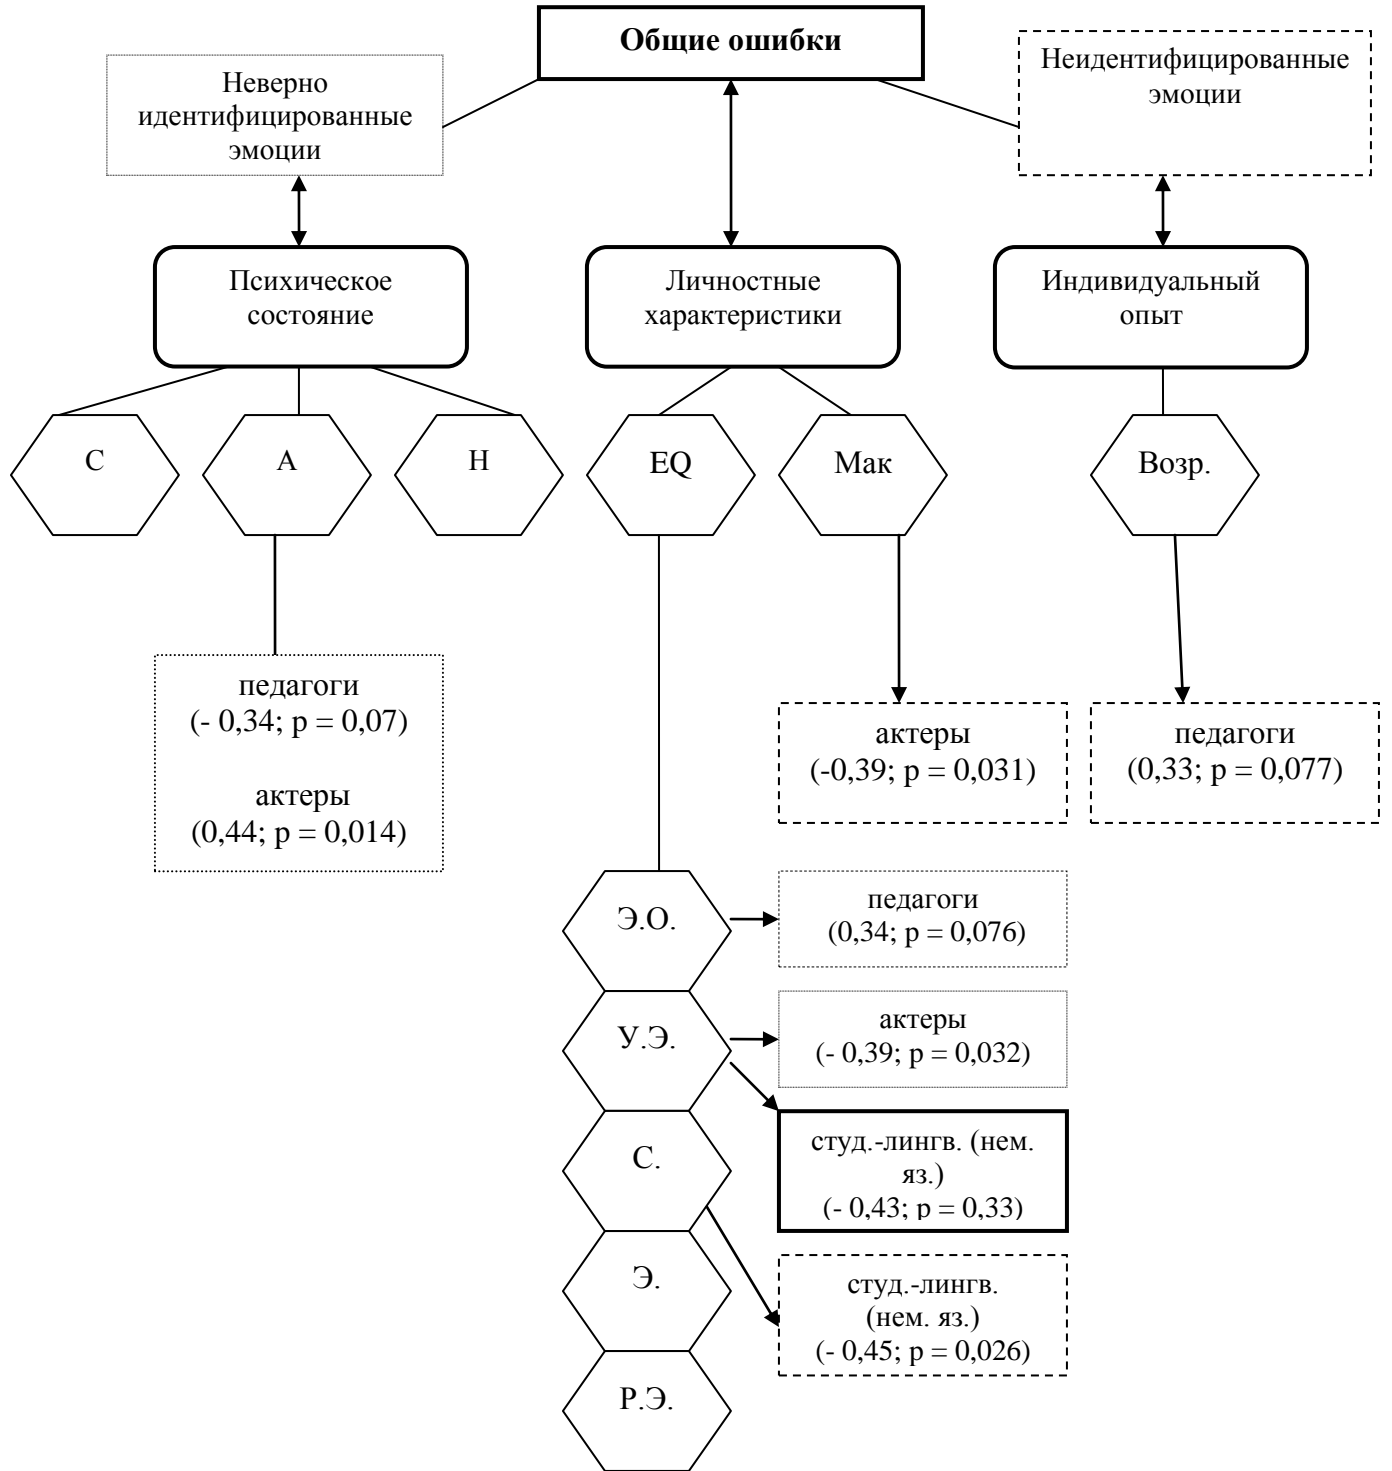 Общие ошибки
Неверно
идентифицированные
эмоции
Неидентифицированные
эмоции
Психическое
состояние
Личностные
характеристики
Индивидуальный
опыт
С
А
Н
EQ
Мак
Возр.
педагоги
(- 0,34; p = 0,07)
актеры
(0,44; p = 0,014)
актеры
(-0,39; p = 0,031)
педагоги
(0,33; p = 0,077)
Э.О.
педагоги
(0,34; p = 0,076)
У.Э.
актеры
(- 0,39; p = 0,032)
студ.-лингв. (нем.
яз.)
(- 0,43; p = 0,33)
С.
студ.-лингв.
(нем. яз.)
(- 0,45; p = 0,026)
Э.
Р.Э.